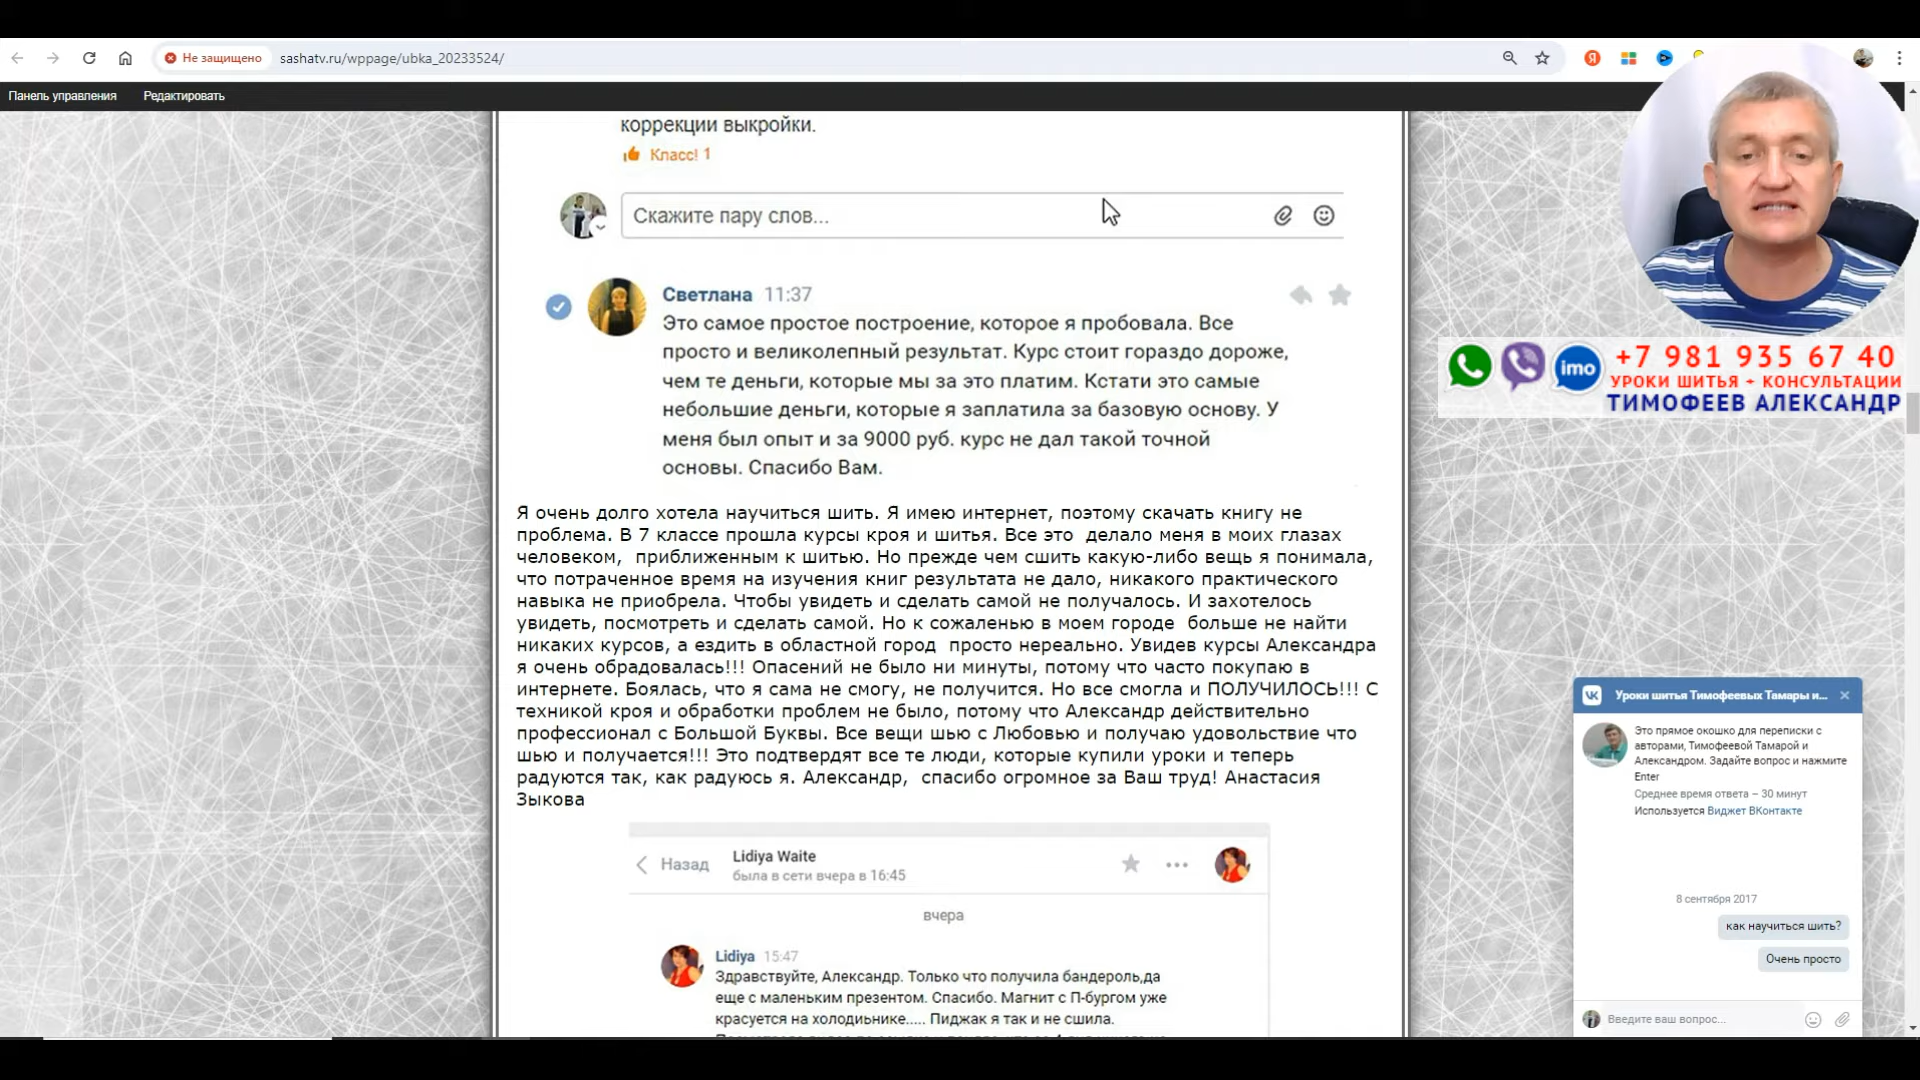 Не защищено
sashatv.ru/wppage/ubka_20233524/
Я
Панель управления
Редактировать
коррекции выкройки.
Класс! 1
Скажите пару слов...
Светлана 11:37
Это самое простое построение, которое я пробовала. Все
просто и великолепный результат. Курс стоит гораздо дороже,
чем те деньги, которые мы за это платим. Кстати это самые
небольшие деньги, которые я заплатила за базовую основу. У
меня был опыт и за 9000 руб. курс не дал такой точной
основы. Спасибо Вам.
Я очень долго хотела научиться шить. Я имею интернет, поэтому скачать книгу не
проблема. В 7 классе прошла курсы кроя и шитья. Все это делало меня в моих глазах
человеком, приближенным к шитью. Но прежде чем сшить какую-либо вещь я понимала,
что потраченное время на изучения книг результата не дало, никакого практического
навыка не приобрела. Чтобы увидеть и сделать самой не получалось. И захотелось
увидеть, посмотреть и сделать самой. Но к сожаленью в моем городе больше не найти
никаких курсов, а ездить в областной город просто нереально. Увидев курсы Александра
я очень обрадовалась!!! Опасений не было ни минуты, потому что часто покупаю в
интернете. Боялась, что я сама не смогу, не получится. Но все смогла и ПОЛУЧИЛОСЬ!!! С
техникой кроя и обработки проблем не было, потому что Александр действительно
профессионал с Большой Буквы. Все вещи шью с Любовью и получаю удовольствие что
шью и получается!!! Это подтвердят все те люди, которые купили уроки и теперь
радуются так, как радуюсь я. Александр, спасибо огромное за Ваш труд! Анастасия
Зыкова
Назад
Lidiya Waite
была в сети вчера в 16:45
вчера
Lidiya 15:47
Здравствуйте, Александр. Только что получила бандероль,да
еще с маленьким презентом. Спасибо. Магнит с П-бургом уже
красуется на холодиьнике..... Пиджак я так и не сшила.
imo
+7 981 935 67 40
УРОКИ ШИТЬЯ + КОНСУЛЬТАЦИИ
ТИМОФЕЕВ АЛЕКСАНДР
Уроки шитья Тимофеевых Тамары и...
Это прямое окошко для переписки с
авторами, Тимофеевой Тамарой и
Александром. Задайте вопрос и нажмите
Enter
Среднее время ответа – 30 минут
Используется Виджет ВКонтакте
8 сентября 2017
как научиться шить?
Очень просто
Введите ваш вопрос...